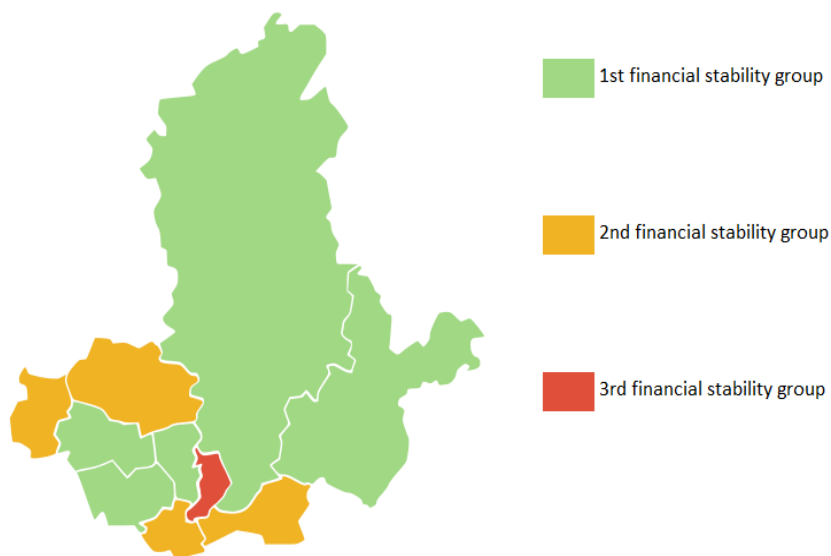 1st financial stability group
2nd financial stability group
3rd financial stability group